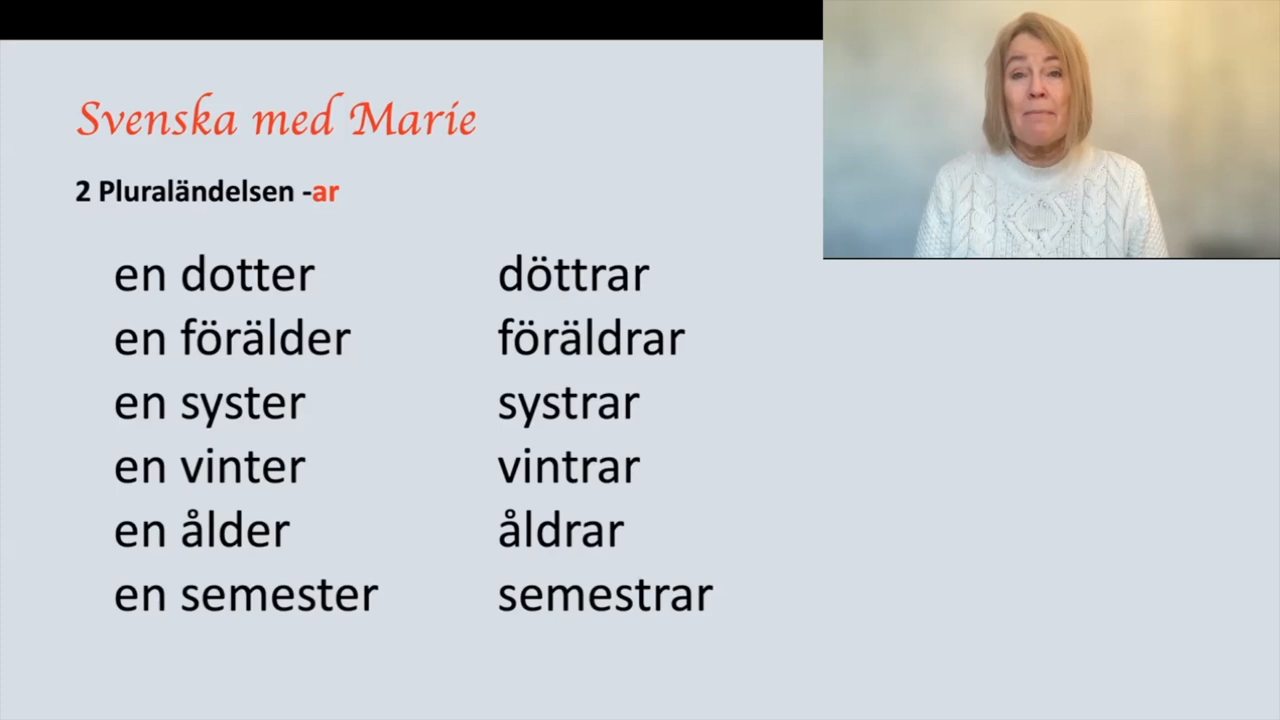 Svenska med Marie
2 Pluraländelsen -ar
en dotter döttrar
en förälder föräldrar
en syster systrar
en vinter vintrar
en ålder åldrar
en semester semestrar